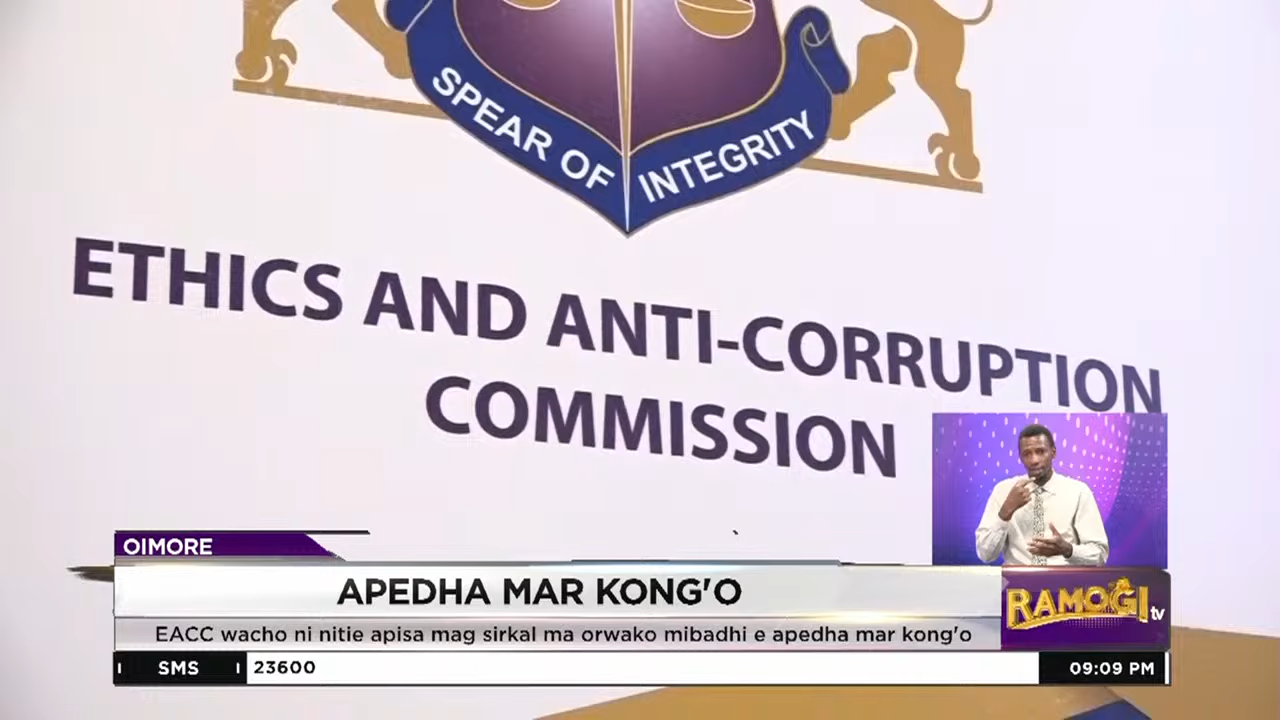 SPEAR OF INTEGRITY
ETHICS AND ANTI-CORRUPTION
COMMISSION
OIMORE
APEDHA MAR KONG'O
EACC wacho ni nitie apisa mag sirkal ma orwako mibadhi e apedha mar kong'o
RAMOGI tv
SMS 23600 09:09 PM